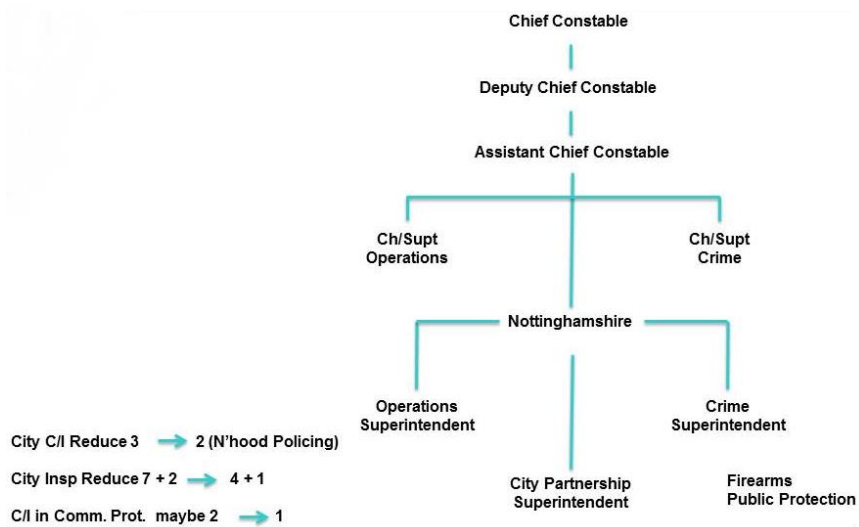 Chief Constable
Deputy Chief Constable
Assistant Chief Constable
Ch/Supt
Operations
Ch/Supt
Crime
Nottinghamshire
Operations
Superintendent
Crime
Superintendent
City C/I Reduce 3 → 2 (N'hood Policing)
City Insp Reduce 7 + 2 → 4 + 1
C/I in Comm. Prot. maybe 2 → 1
City Partnership
Superintendent
Firearms
Public Protection